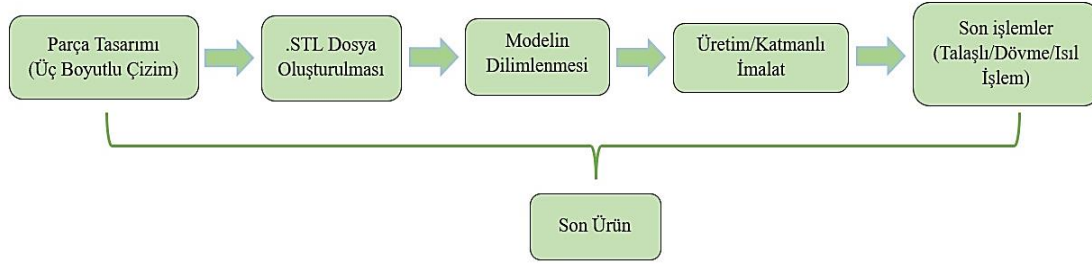 Parça Tasarımı
(Üç Boyutlu Çizim)
.STL Dosya
Oluşturulması
Modelin
Dilimlenmesi
Üretim/Katmanlı
İmalat
Son işlemler
(Talaşlı/Dövme/Isıl
İşlem)
Son Ürün